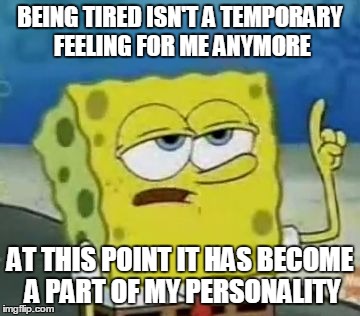 BEING TIRED ISN'T A TEMPORARY
FEELING FOR ME ANYMORE
AT THIS POINT IT HAS BECOME
A PART OF MY PERSONALITY
imgflip.com